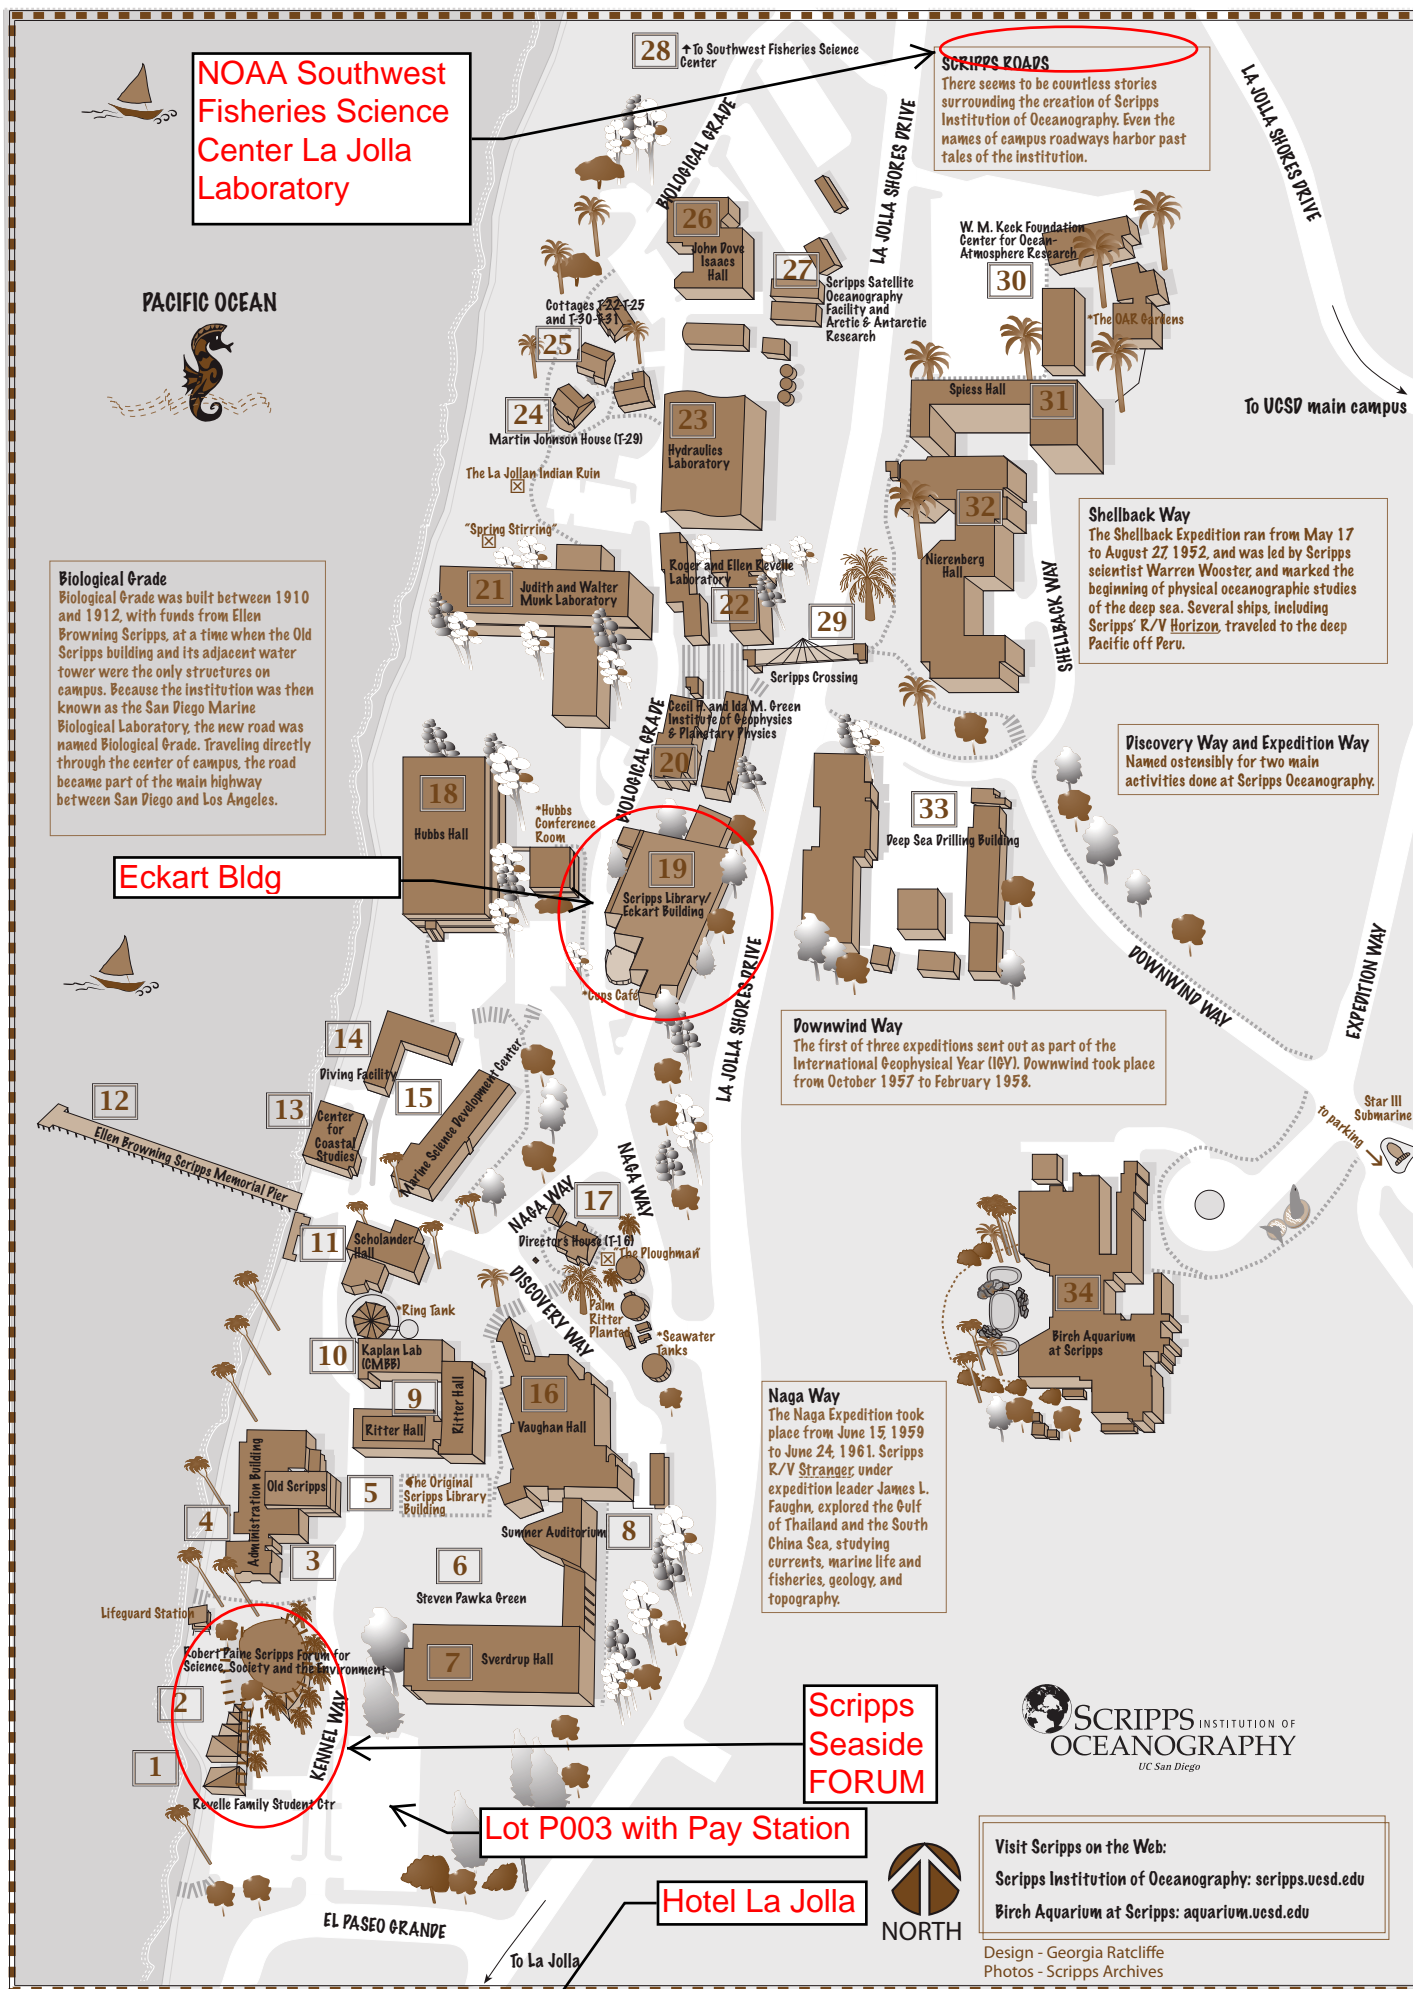 28
↑To Southwest Fisheries Science
Center
NOAA Southwest
Fisheries Science
Center La Jolla
Laboratory
SCRIPPS ROADS
There seems to be countless stories
surrounding the creation of Scripps
Institution of Oceanography. Even the
names of campus roadways harbor past
tales of the institution.
LA JOLLA SHORES DRIVE
BIOLOGICAL GRADE
LA JOLLA SHORES DRIVE
26
John Dove
Isaacs
Hall
27
Scripps Satellite
Oceanography
Facility and
Arctic & Antarctic
Research
W. M. Keck Foundation
Center for Ocean-
Atmosphere Research
30
*The OAR Gardens
PACIFIC OCEAN
Cottages T-22-T-25
and T-30-T-31
25
24
Martin Johnson House (T-29)
23
Hydraulics
Laboratory
Spiess Hall
31
To UCSD main campus
The La Jollan Indian Ruin
"Spring Stirring"
32
Nierenberg
Hall
SHELLBACK WAY
Shellback Way
The Shellback Expedition ran from May 17
to August 27, 1952, and was led by Scripps
scientist Warren Wooster, and marked the
beginning of physical oceanographic studies
of the deep sea. Several ships, including
Scripps' R/V Horizon, traveled to the deep
Pacific off Peru.
Biological Grade
Biological Grade was built between 1910
and 1912, with funds from Ellen
Browning Scripps, at a time when the Old
Scripps building and its adjacent water
tower were the only structures on
campus. Because the institution was then
known as the San Diego Marine
Biological Laboratory, the new road was
named Biological Grade. Traveling directly
through the center of campus, the road
became part of the main highway
between San Diego and Los Angeles.
21
Judith and Walter
Munk Laboratory
Roger and Ellen Revelle
Laboratory
22
29
Scripps Crossing
BIOLOGICAL GRADE
Cecil H. and Ida M. Green
Institute of Geophysics
& Planetary Physics
20
Discovery Way and Expedition Way
Named ostensibly for two main
activities done at Scripps Oceanography.
18
Hubbs Hall
*Hubbs
Conference
Room
33
Deep Sea Drilling Building
Eckart Bldg
19
Scripps Library/
Eckart Building
*Cups Café
LA JOLLA SHORES DRIVE
DOWNWIND WAY
EXPEDITION WAY
Downwind Way
The first of three expeditions sent out as part of the
International Geophysical Year (IGY). Downwind took place
from October 1957 to February 1958.
14
Diving Facility
15
Marine Science Development Center
12
Ellen Browning Scripps Memorial Pier
13
Center
for
Coastal
Studies
Star III
Submarine
to parking
NAGA WAY
NAGA WAY
17
Director's House (T-16)
"The Ploughman"
11
Scholander
Hall
DISCOVERY WAY
Palm
Ritter
Planted
*Seawater
Tanks
*Ring Tank
10
Kaplan Lab
(CMBB)
9
Ritter Hall
Ritter Hall
16
Vaughan Hall
34
Birch Aquarium
at Scripps
Naga Way
The Naga Expedition took
place from June 15, 1959
to June 24, 1961. Scripps
R/V Stranger, under
expedition leader James L.
Faughn, explored the Gulf
of Thailand and the South
China Sea, studying
currents, marine life and
fisheries, geology, and
topography.
Administration Building
Old Scripps
5
*The Original
Scripps Library
Building
4
3
Sumner Auditorium
8
6
Steven Pawka Green
Lifeguard Station
Robert Paine Scripps Forum for
Science, Society and the Environment
7
Sverdrup Hall
2
1
KENNEL WAY
Revelle Family Student Ctr
Scripps
Seaside
FORUM
Lot P003 with Pay Station
Hotel La Jolla
EL PASEO GRANDE
To La Jolla
NORTH
SCRIPPS INSTITUTION OF
OCEANOGRAPHY
UC San Diego
Visit Scripps on the Web:
Scripps Institution of Oceanography: scripps.ucsd.edu
Birch Aquarium at Scripps: aquarium.ucsd.edu
Design - Georgia Ratcliffe
Photos - Scripps Archives